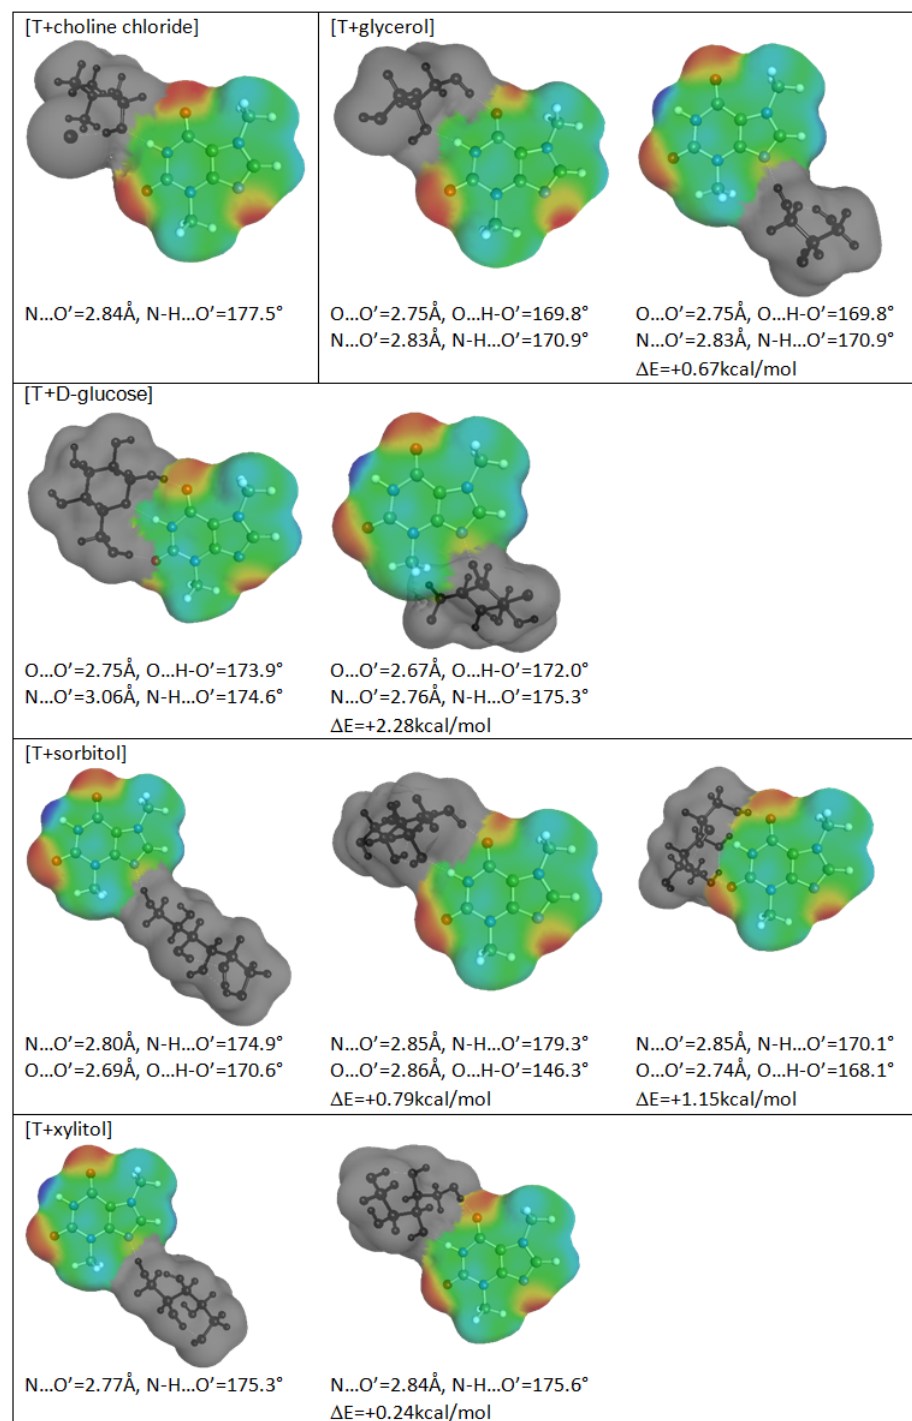 [T+choline chloride]
[T+glycerol]
N...O’=2.84Å, N-H...O’=177.5°
O...O’=2.75Å, O...H-O’=169.8°
N...O’=2.83Å, N-H...O’=170.9°
O...O’=2.75Å, O...H-O’=169.8°
N...O’=2.83Å, N-H...O’=170.9°
ΔE=+0.67kcal/mol
[T+D-glucose]
O...O’=2.75Å, O...H-O’=173.9°
N...O’=3.06Å, N-H...O’=174.6°
O...O’=2.67Å, O...H-O’=172.0°
N...O’=2.76Å, N-H...O’=175.3°
ΔE=+2.28kcal/mol
[T+sorbitol]
N...O’=2.80Å, N-H...O’=174.9°
O...O’=2.69Å, O...H-O’=170.6°
N...O’=2.85Å, N-H...O’=179.3°
O...O’=2.86Å, O...H-O’=146.3°
ΔE=+0.79kcal/mol
N...O’=2.85Å, N-H...O’=170.1°
O...O’=2.74Å, O...H-O’=168.1°
ΔE=+1.15kcal/mol
[T+xylitol]
N...O’=2.77Å, N-H...O’=175.3°
N...O’=2.84Å, N-H...O’=175.6°
ΔE=+0.24kcal/mol